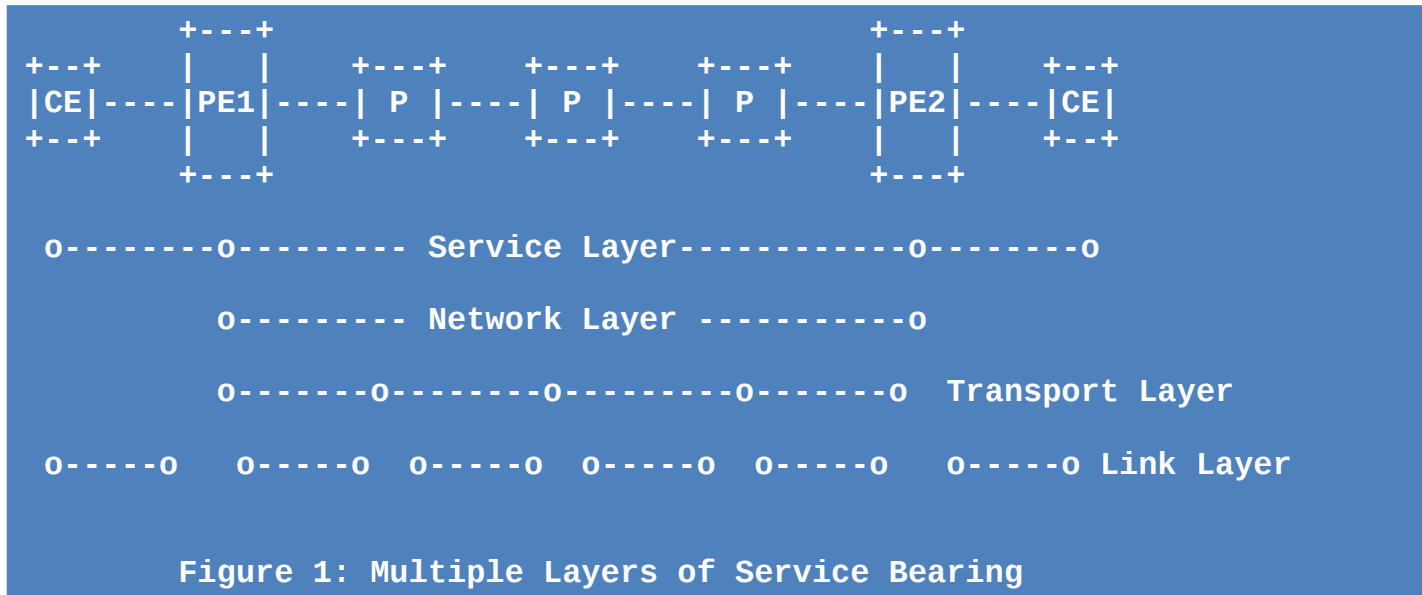 +---+                               +---+
+--+    |   |    +---+    +---+    +---+    |   |    +--+
|CE|----|PE1|----| P |----| P |----| P |----|PE2|----|CE|
+--+    |   |    +---+    +---+    +---+    |   |    +--+
        +---+                               +---+
 o--------o--------- Service Layer------------o--------o
          o--------- Network Layer -----------o
          o-------o--------o---------o-------o  Transport Layer
 o-----o   o-----o  o-----o  o-----o  o-----o   o-----o Link Layer
        Figure 1: Multiple Layers of Service Bearing